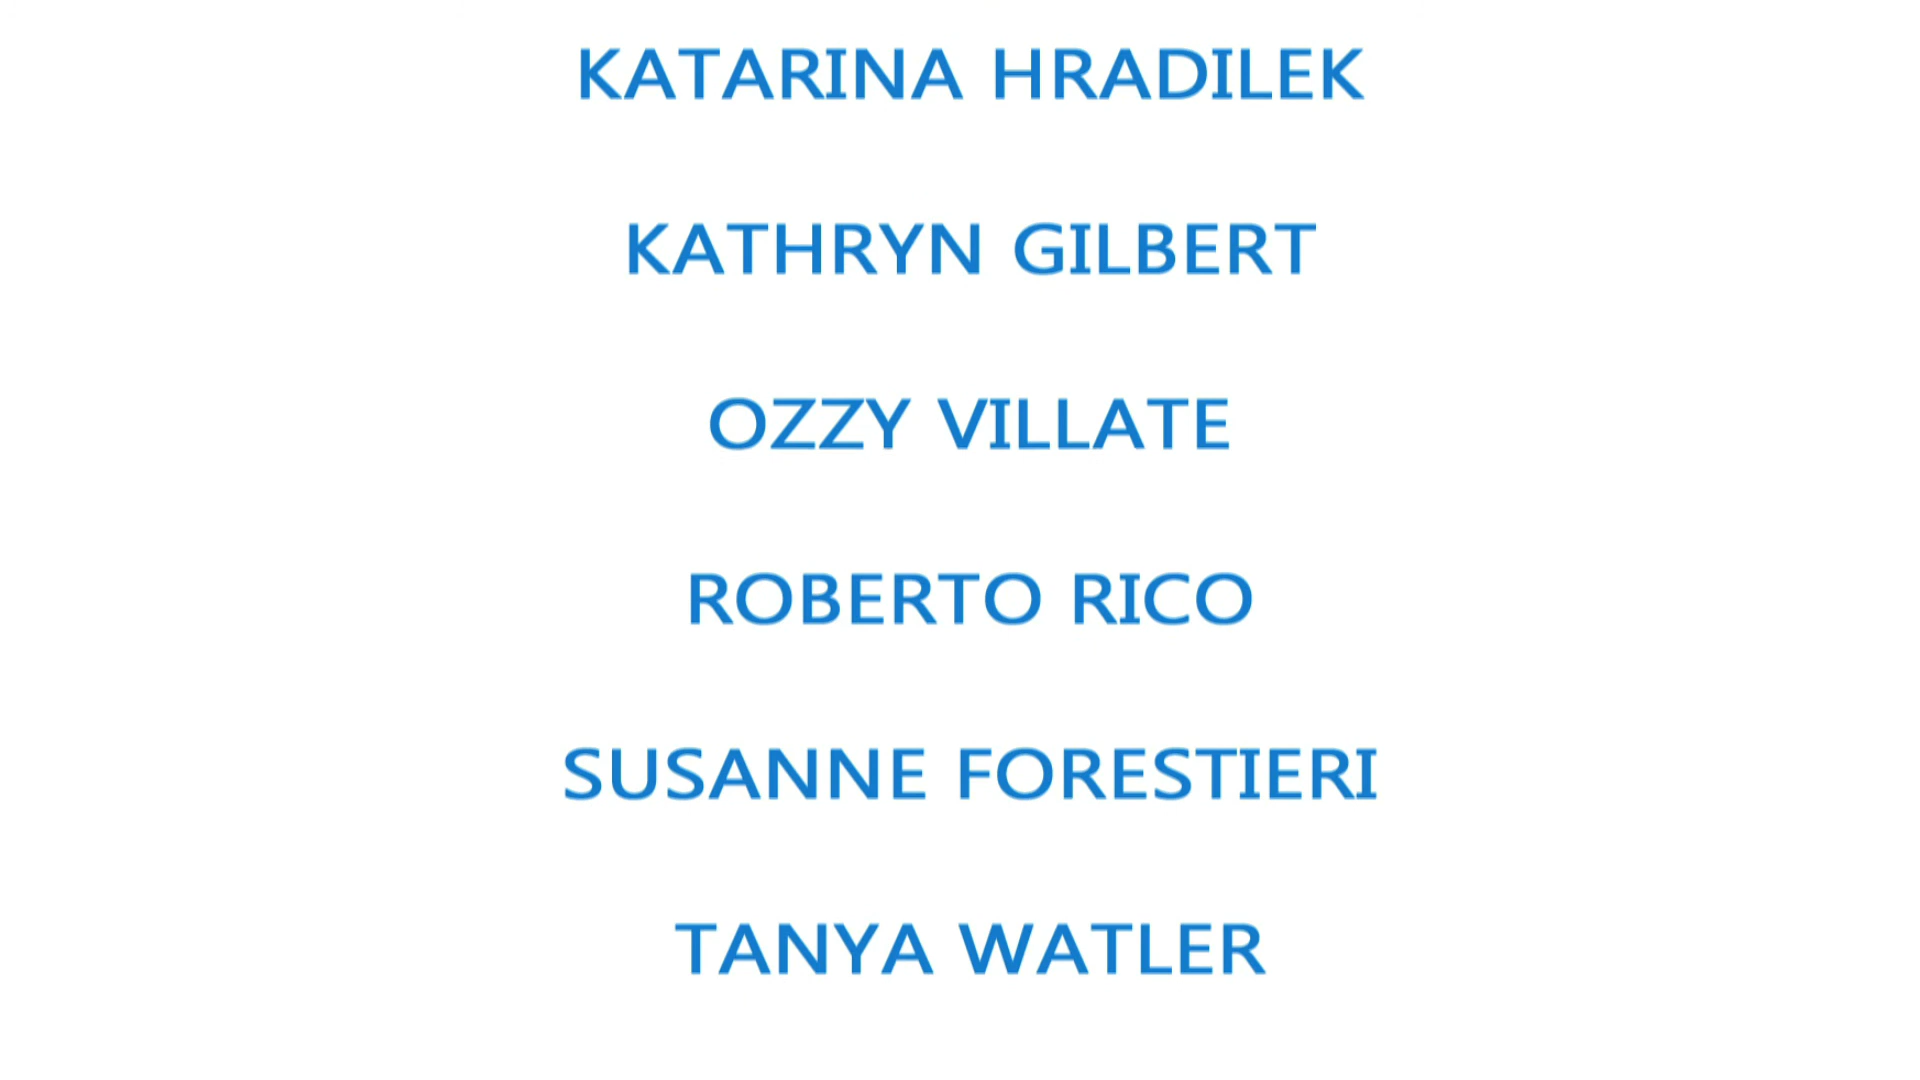 KATARINA HRADILEK
KATHRYN GILBERT
OZZY VILLATE
ROBERTO RICO
SUSANNE FORESTIERI
TANYA WATLER